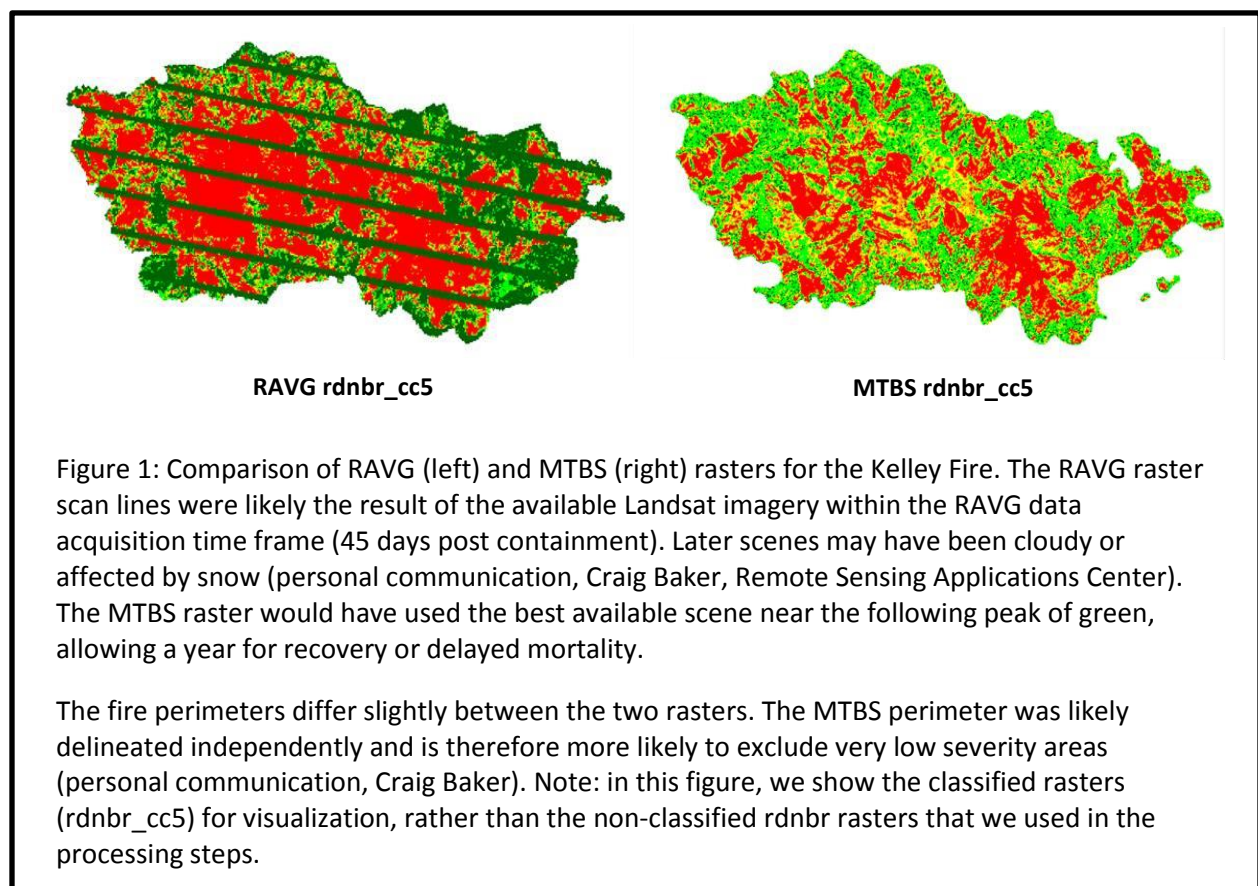 RAVG rdnbr_cc5
MTBS rdnbr_cc5
Figure 1: Comparison of RAVG (left) and MTBS (right) rasters for the Kelley Fire. The RAVG raster
scan lines were likely the result of the available Landsat imagery within the RAVG data
acquisition time frame (45 days post containment). Later scenes may have been cloudy or
affected by snow (personal communication, Craig Baker, Remote Sensing Applications Center).
The MTBS raster would have used the best available scene near the following peak of green,
allowing a year for recovery or delayed mortality.
The fire perimeters differ slightly between the two rasters. The MTBS perimeter was likely
delineated independently and is therefore more likely to exclude very low severity areas
(personal communication, Craig Baker). Note: in this figure, we show the classified rasters
(rdnbr_cc5) for visualization, rather than the non-classified rdnbr rasters that we used in the
processing steps.